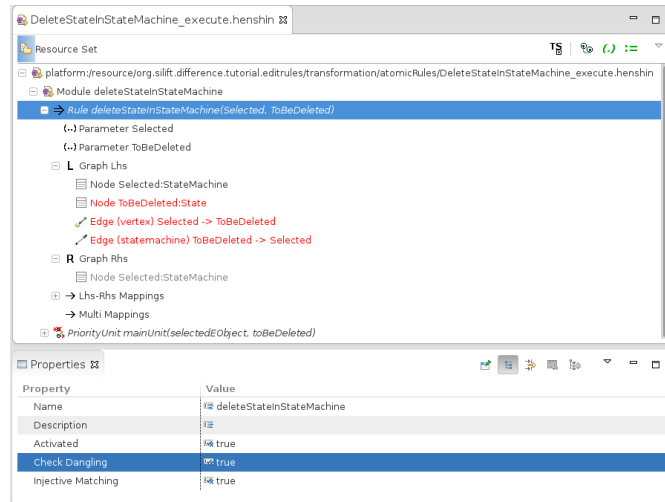 DeleteStateInStateMachine_execute.henshin
Resource Set
platform:/resource/org.silift.difference.tutorial.editrules/transformation/atomicRules/DeleteStateInStateMachine_execute.henshin
Module deleteStateInStateMachine
Rule deleteStateInStateMachine(Selected, ToBeDeleted)
(..) Parameter Selected
(..) Parameter ToBeDeleted
L Graph Lhs
Node Selected:StateMachine
Node ToBeDeleted:State
Edge (vertex) Selected -> ToBeDeleted
Edge (statemachine) ToBeDeleted -> Selected
R Graph Rhs
Node Selected:StateMachine
Lhs-Rhs Mappings
Multi Mappings
PriorityUnit mainUnit(selectedEObject, toBeDeleted)
Properties
Property Value
Name deleteStateInStateMachine
Description
Activated true
Check Dangling true
Injective Matching true